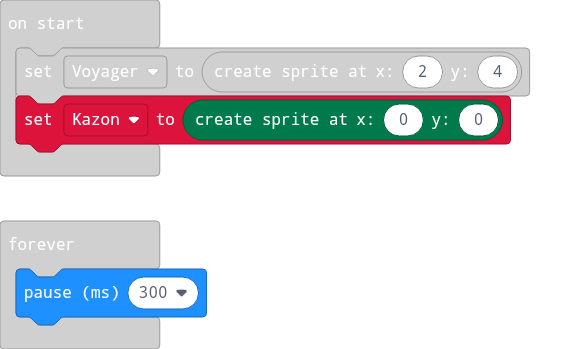 on start
set Voyager to create sprite at x: 2 y: 4
set Kazon to create sprite at x: 0 y: 0
forever
pause (ms) 300